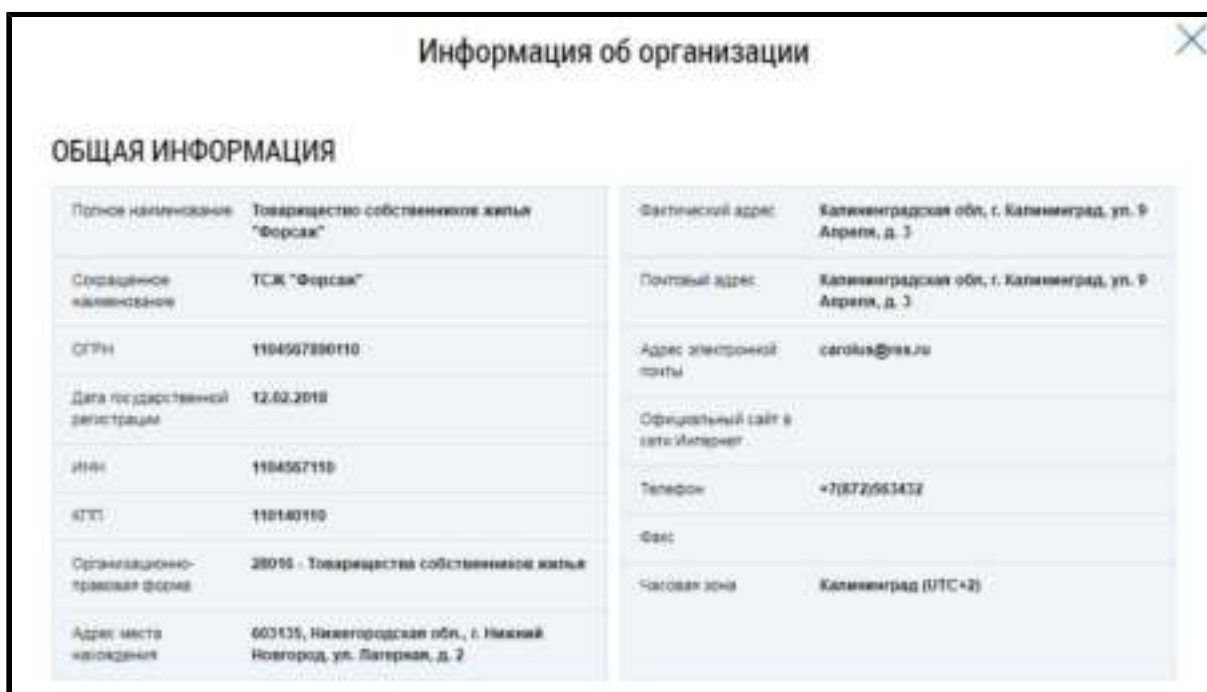 Информация об организации
ОБЩАЯ ИНФОРМАЦИЯ
Полное наименование
Товарищество собственников жилья
"Форсаж"
Сокращенное
наименование
ТСЖ "Форсаж"
ОГРН
1104567890110
Дата государственной
регистрации
12.02.2018
ИНН
1104567110
КПП
110140110
Организационно-
правовая форма
20716 - Товарищества собственников жилья
Адрес места
нахождения
603135, Нижегородская обл., г. Нижний
Новгород, ул. Лагерная, д. 2
Фактический адрес
Калининградская обл, г. Калининград, ул. 9
Апреля, д. 3
Почтовый адрес
Калининградская обл, г. Калининград, ул. 9
Апреля, д. 3
Адрес электронной
почты
Официальный сайт в
сети Интернет
Телефон
+7(872)563432
Факс
Часовая зона
Калининград (UTC+2)